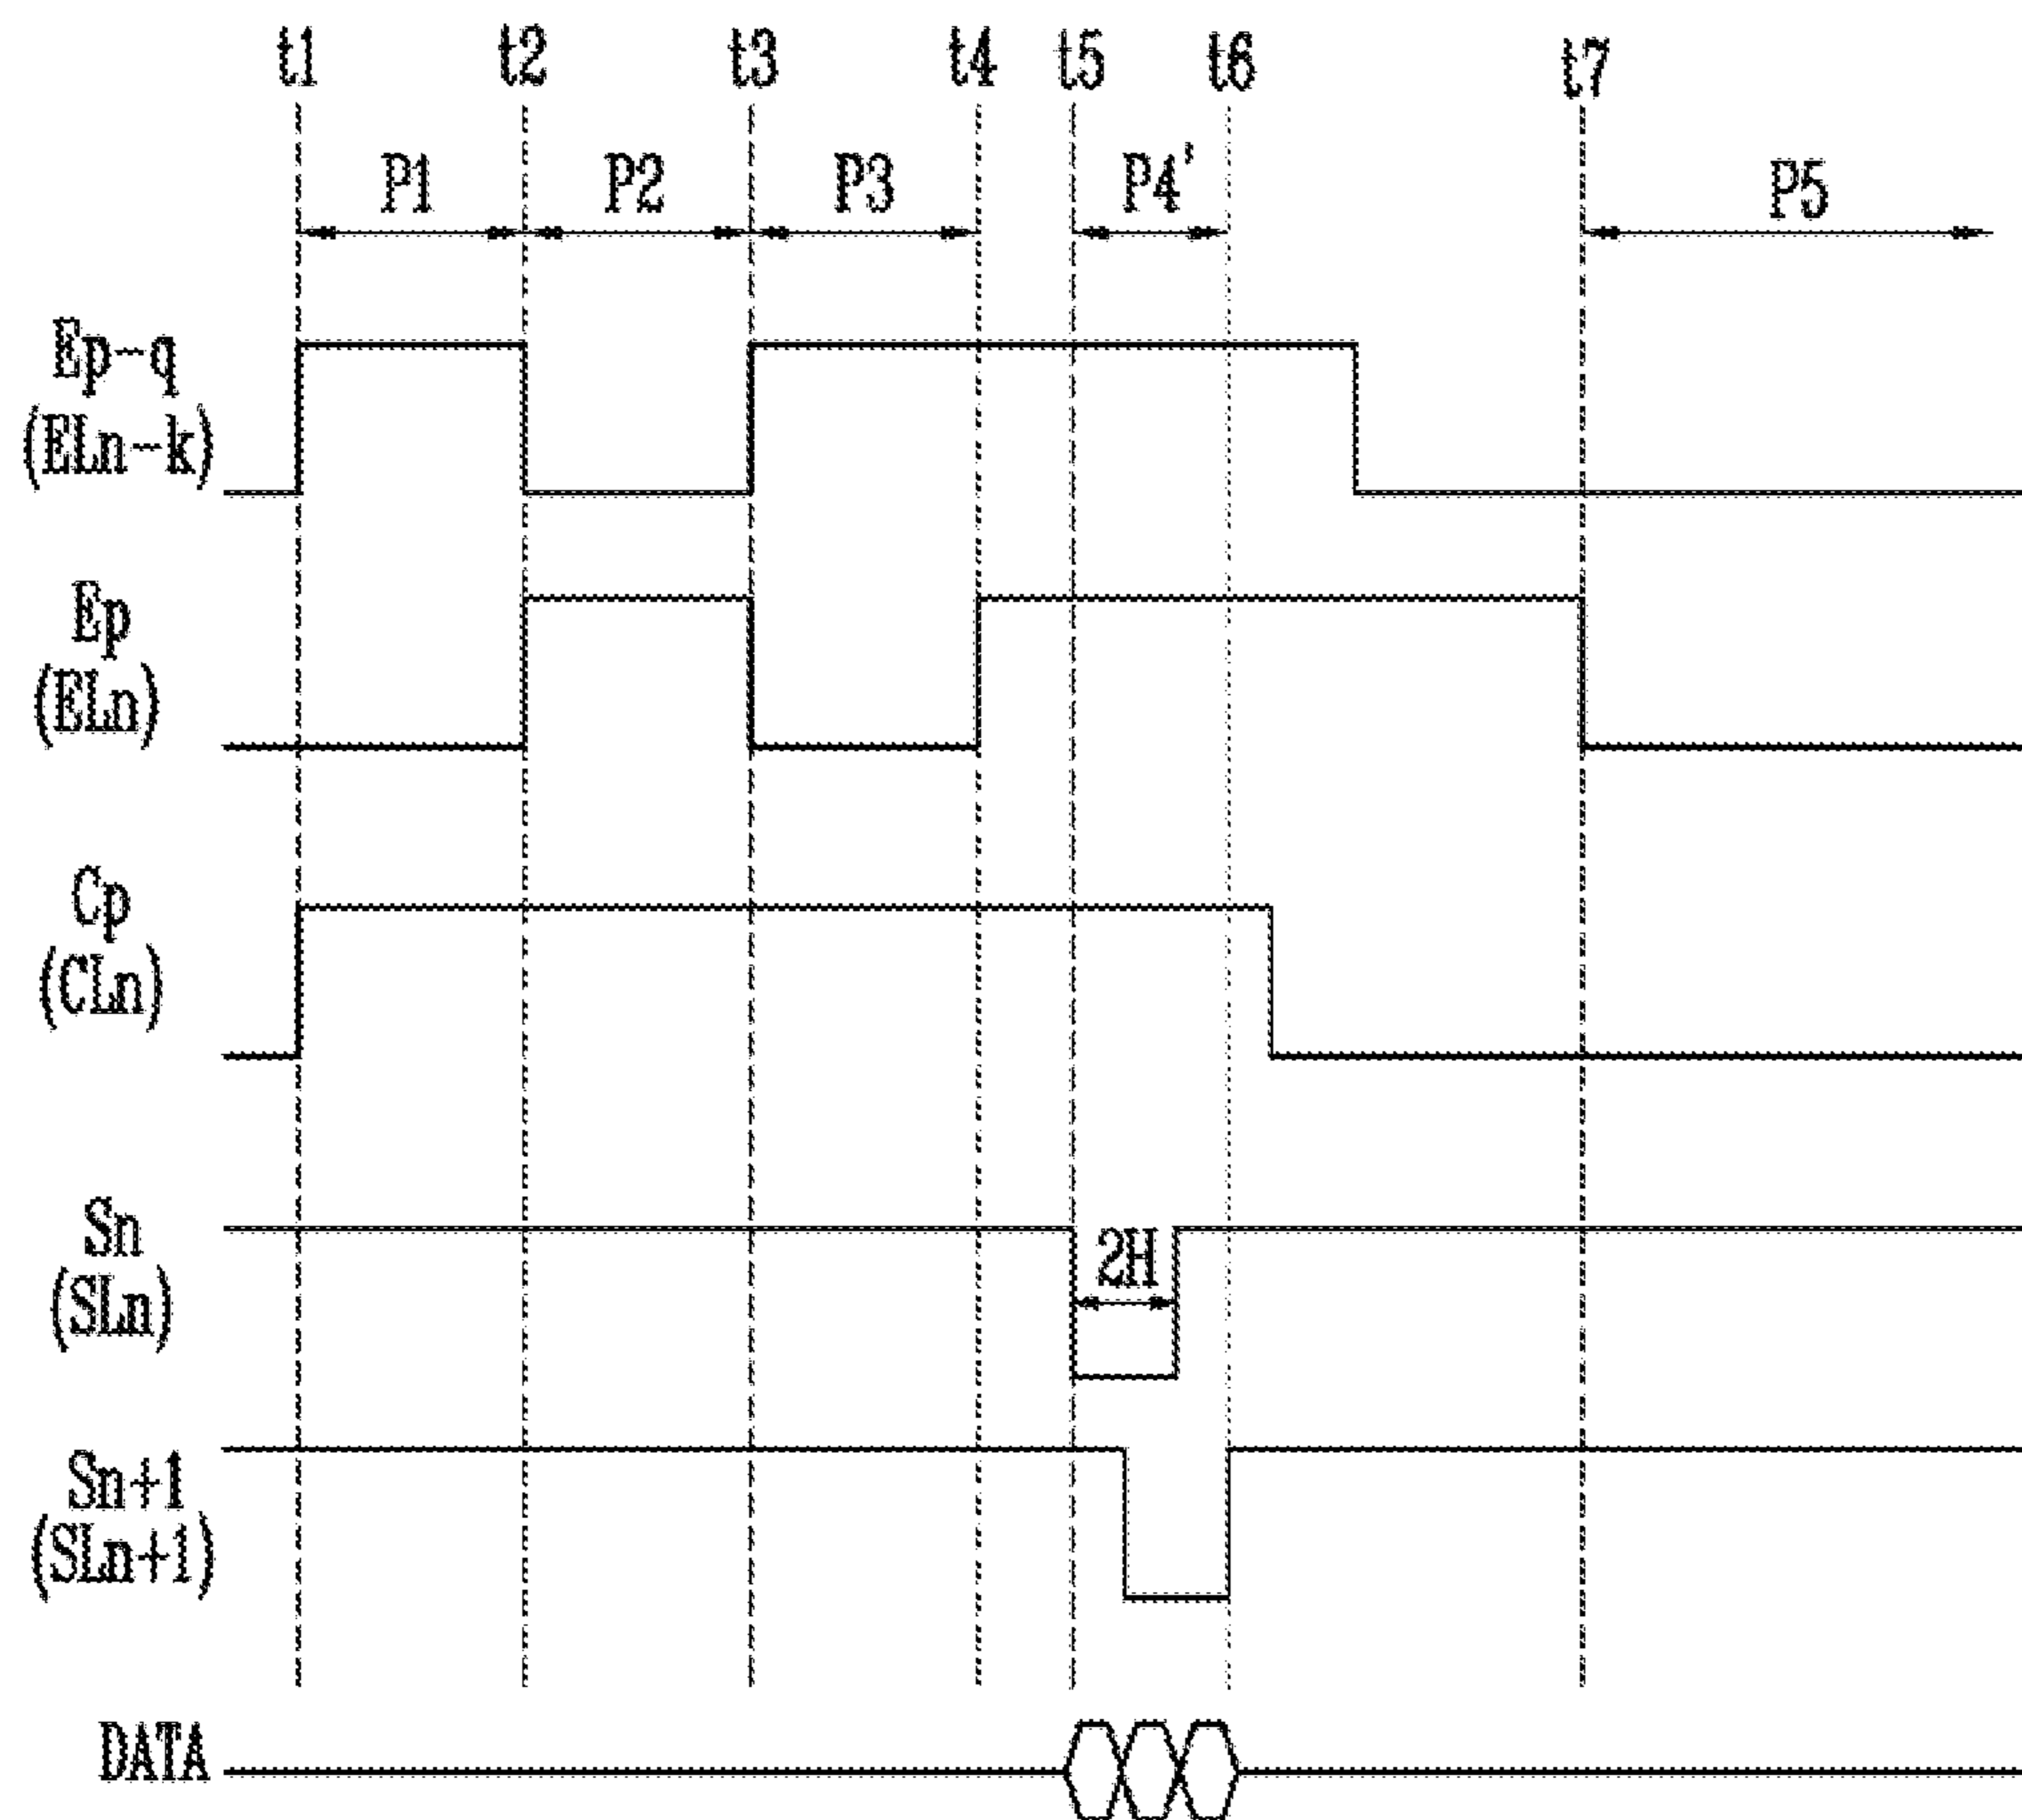 t1 t2 t3 t4 t5 t6 t7
P1 P2 P3 P4' P5
Ep-q
(ELn-k)
Ep
(ELn)
Cp
(CLn)
Sn
(SLn)
2H
Sn+1
(SLn+1)
DATA